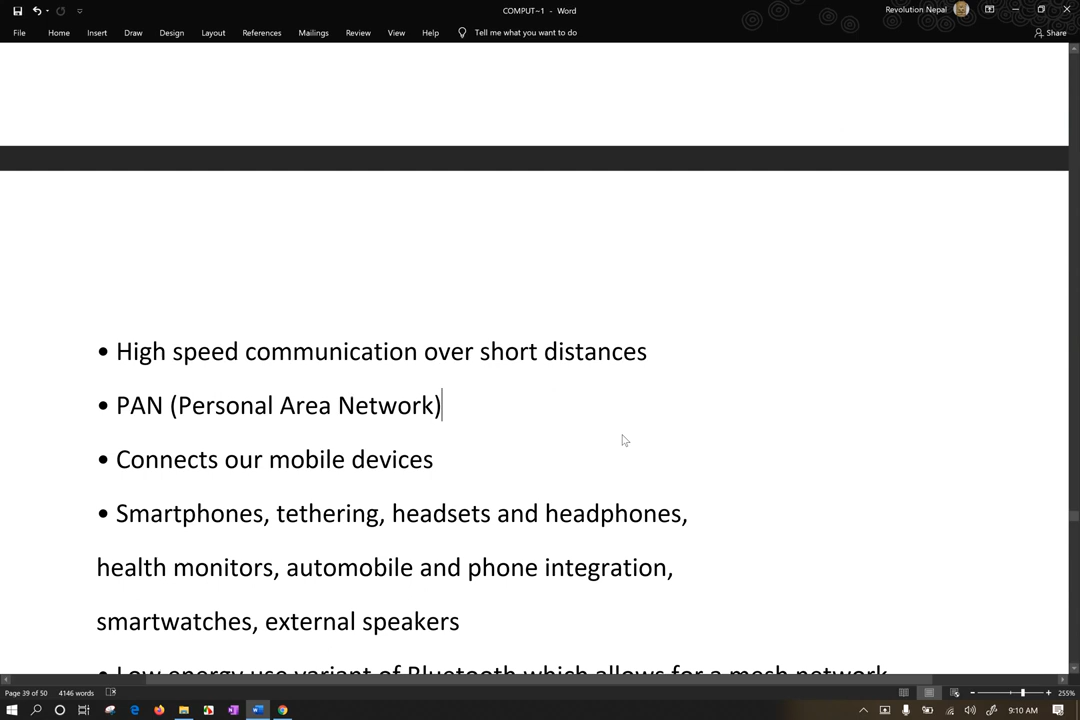 COMPUT~1 - Word
Revolution Nepal
File Home Insert Draw Design Layout References Mailings Review View Help Tell me what you want to do Share
• High speed communication over short distances
• PAN (Personal Area Network)
• Connects our mobile devices
• Smartphones, tethering, headsets and headphones,
health monitors, automobile and phone integration,
smartwatches, external speakers
• Low energy use variant of Bluetooth which allows for a mesh network
Page 39 of 50 4146 words 255%
9:10 AM